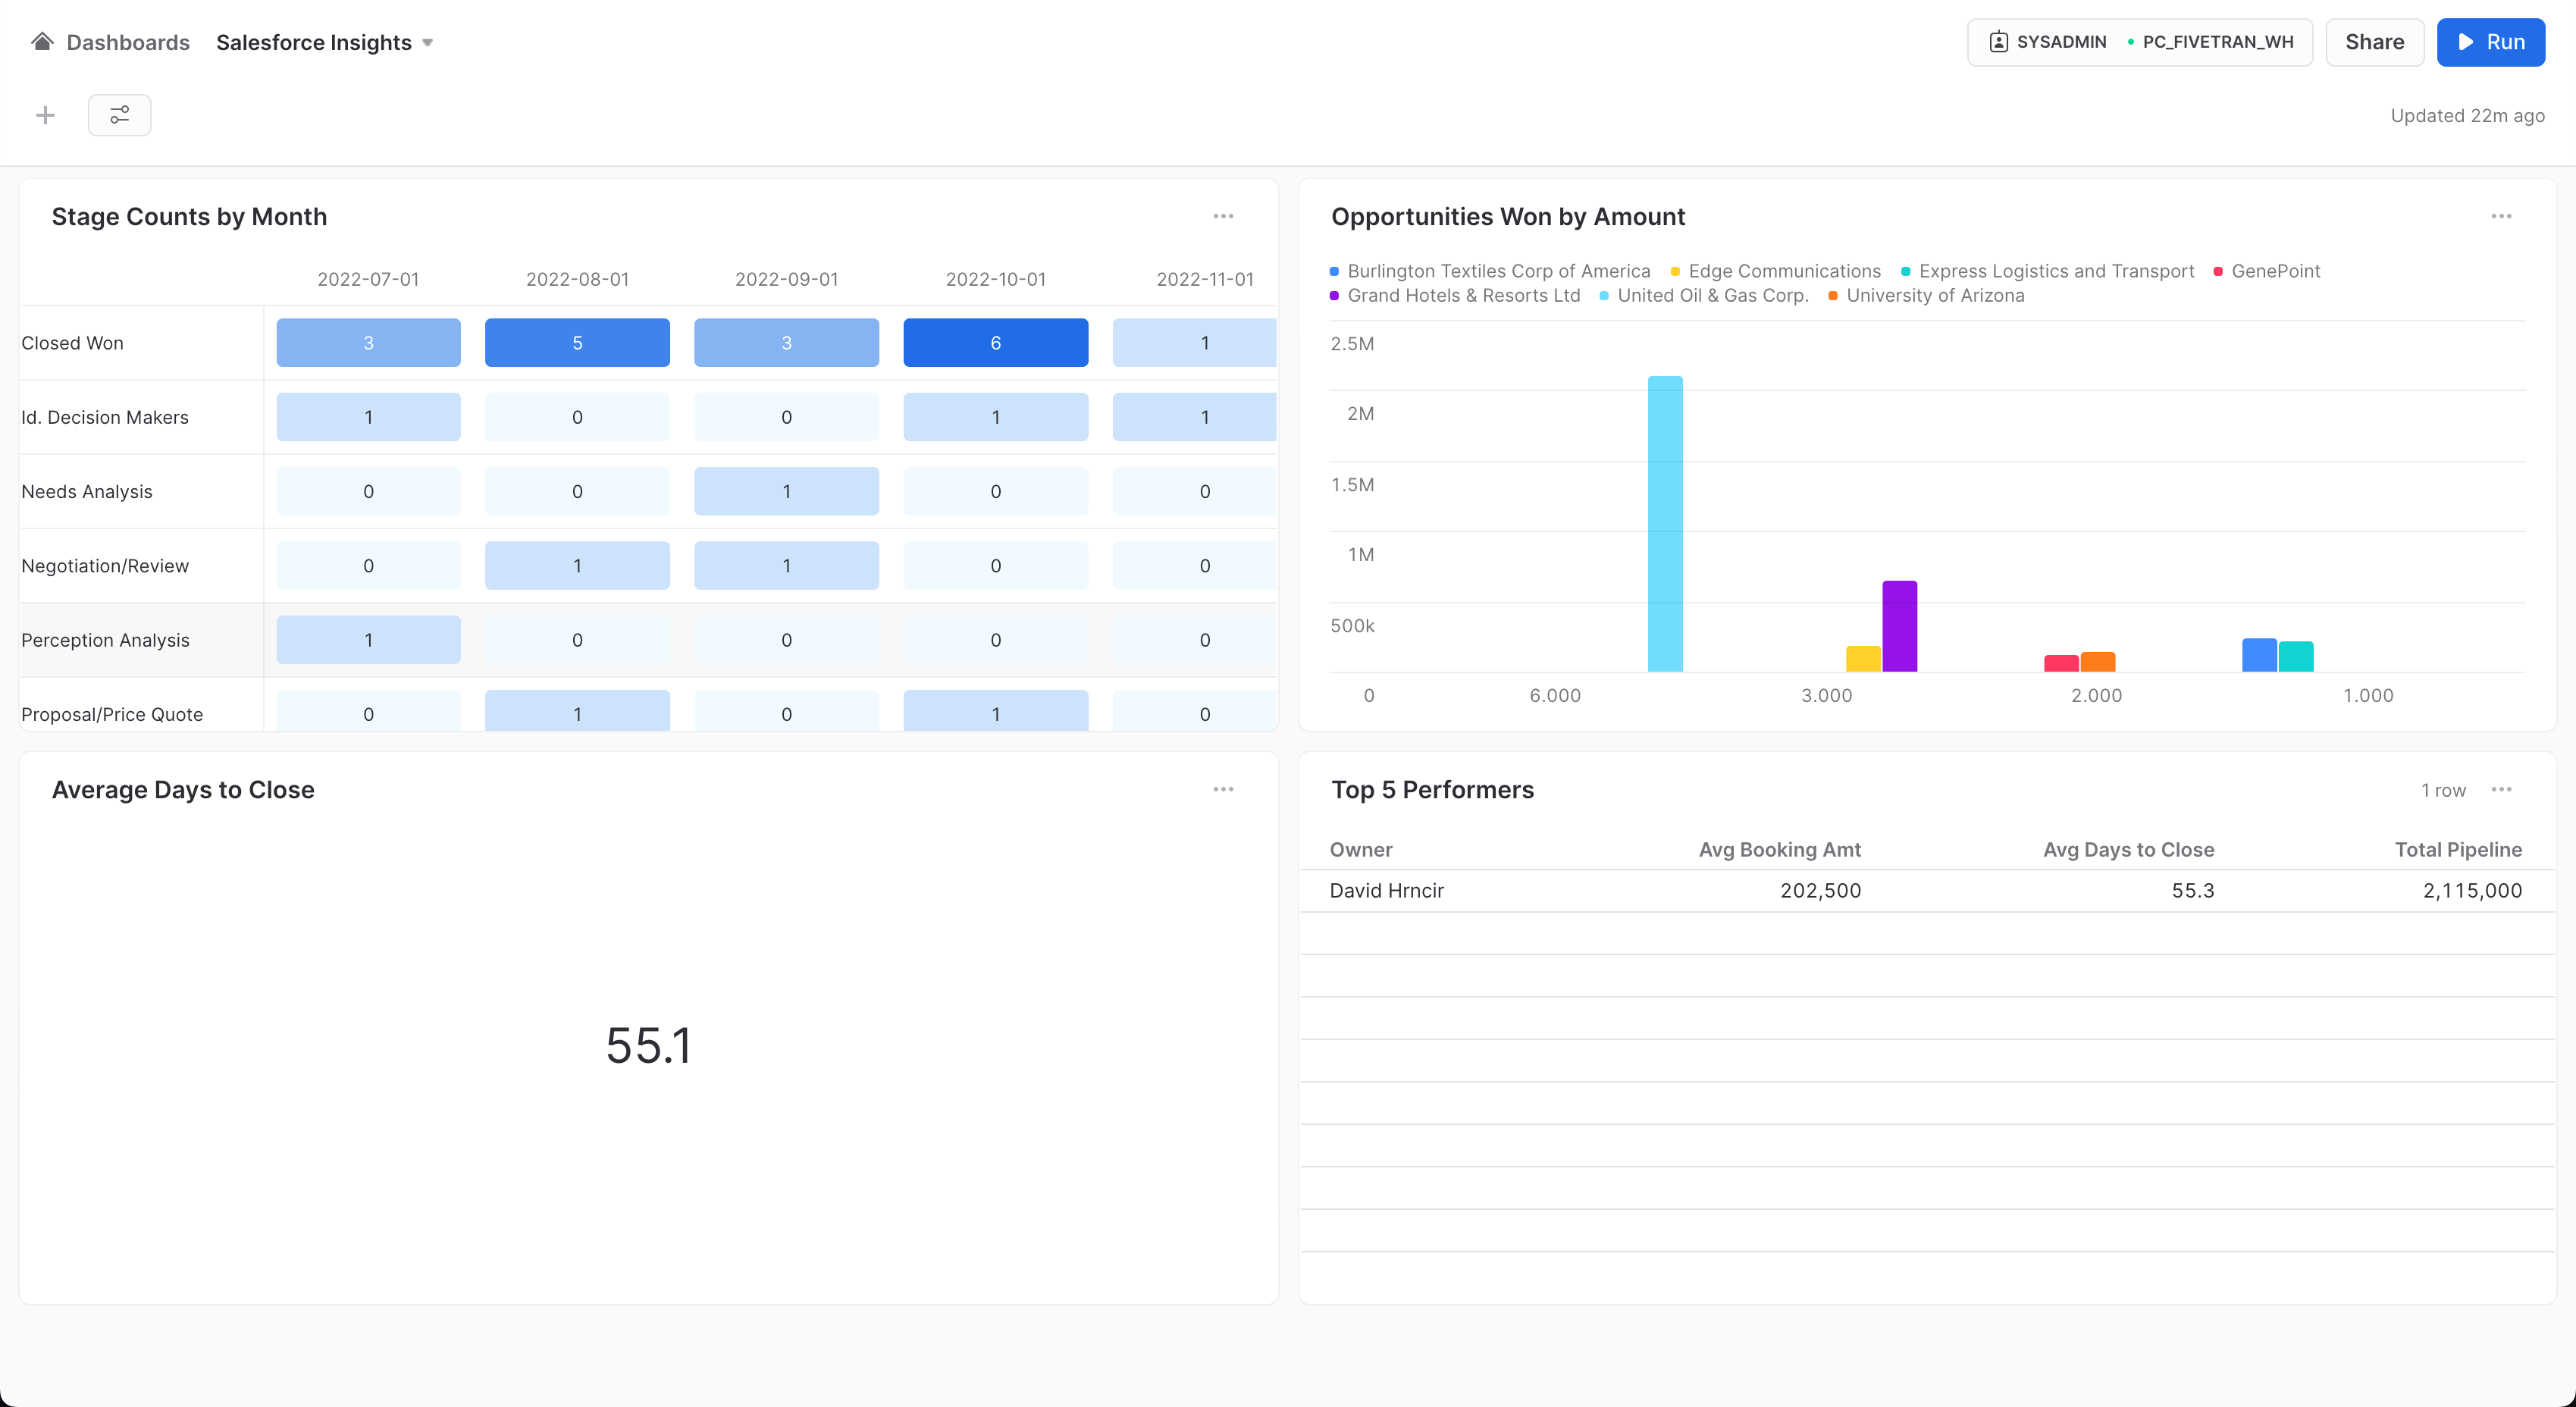 Dashboards Salesforce Insights SYSADMIN PC_FIVETRAN_WH Share Run
Updated 22m ago
Stage Counts by Month
2022-07-01 2022-08-01 2022-09-01 2022-10-01 2022-11-01
Closed Won 3 5 3 6 1
Id. Decision Makers 1 0 0 1 1
Needs Analysis 0 0 1 0 0
Negotiation/Review 0 1 1 0 0
Perception Analysis 1 0 0 0 0
Proposal/Price Quote 0 1 0 1 0
Opportunities Won by Amount
Burlington Textiles Corp of America Edge Communications Express Logistics and Transport GenePoint
Grand Hotels & Resorts Ltd United Oil & Gas Corp. University of Arizona
2.5M
2M
1.5M
1M
500k
0 6.000 3.000 2.000 1.000
Average Days to Close
55.1
Top 5 Performers 1 row
Owner Avg Booking Amt Avg Days to Close Total Pipeline
David Hrncir 202,500 55.3 2,115,000